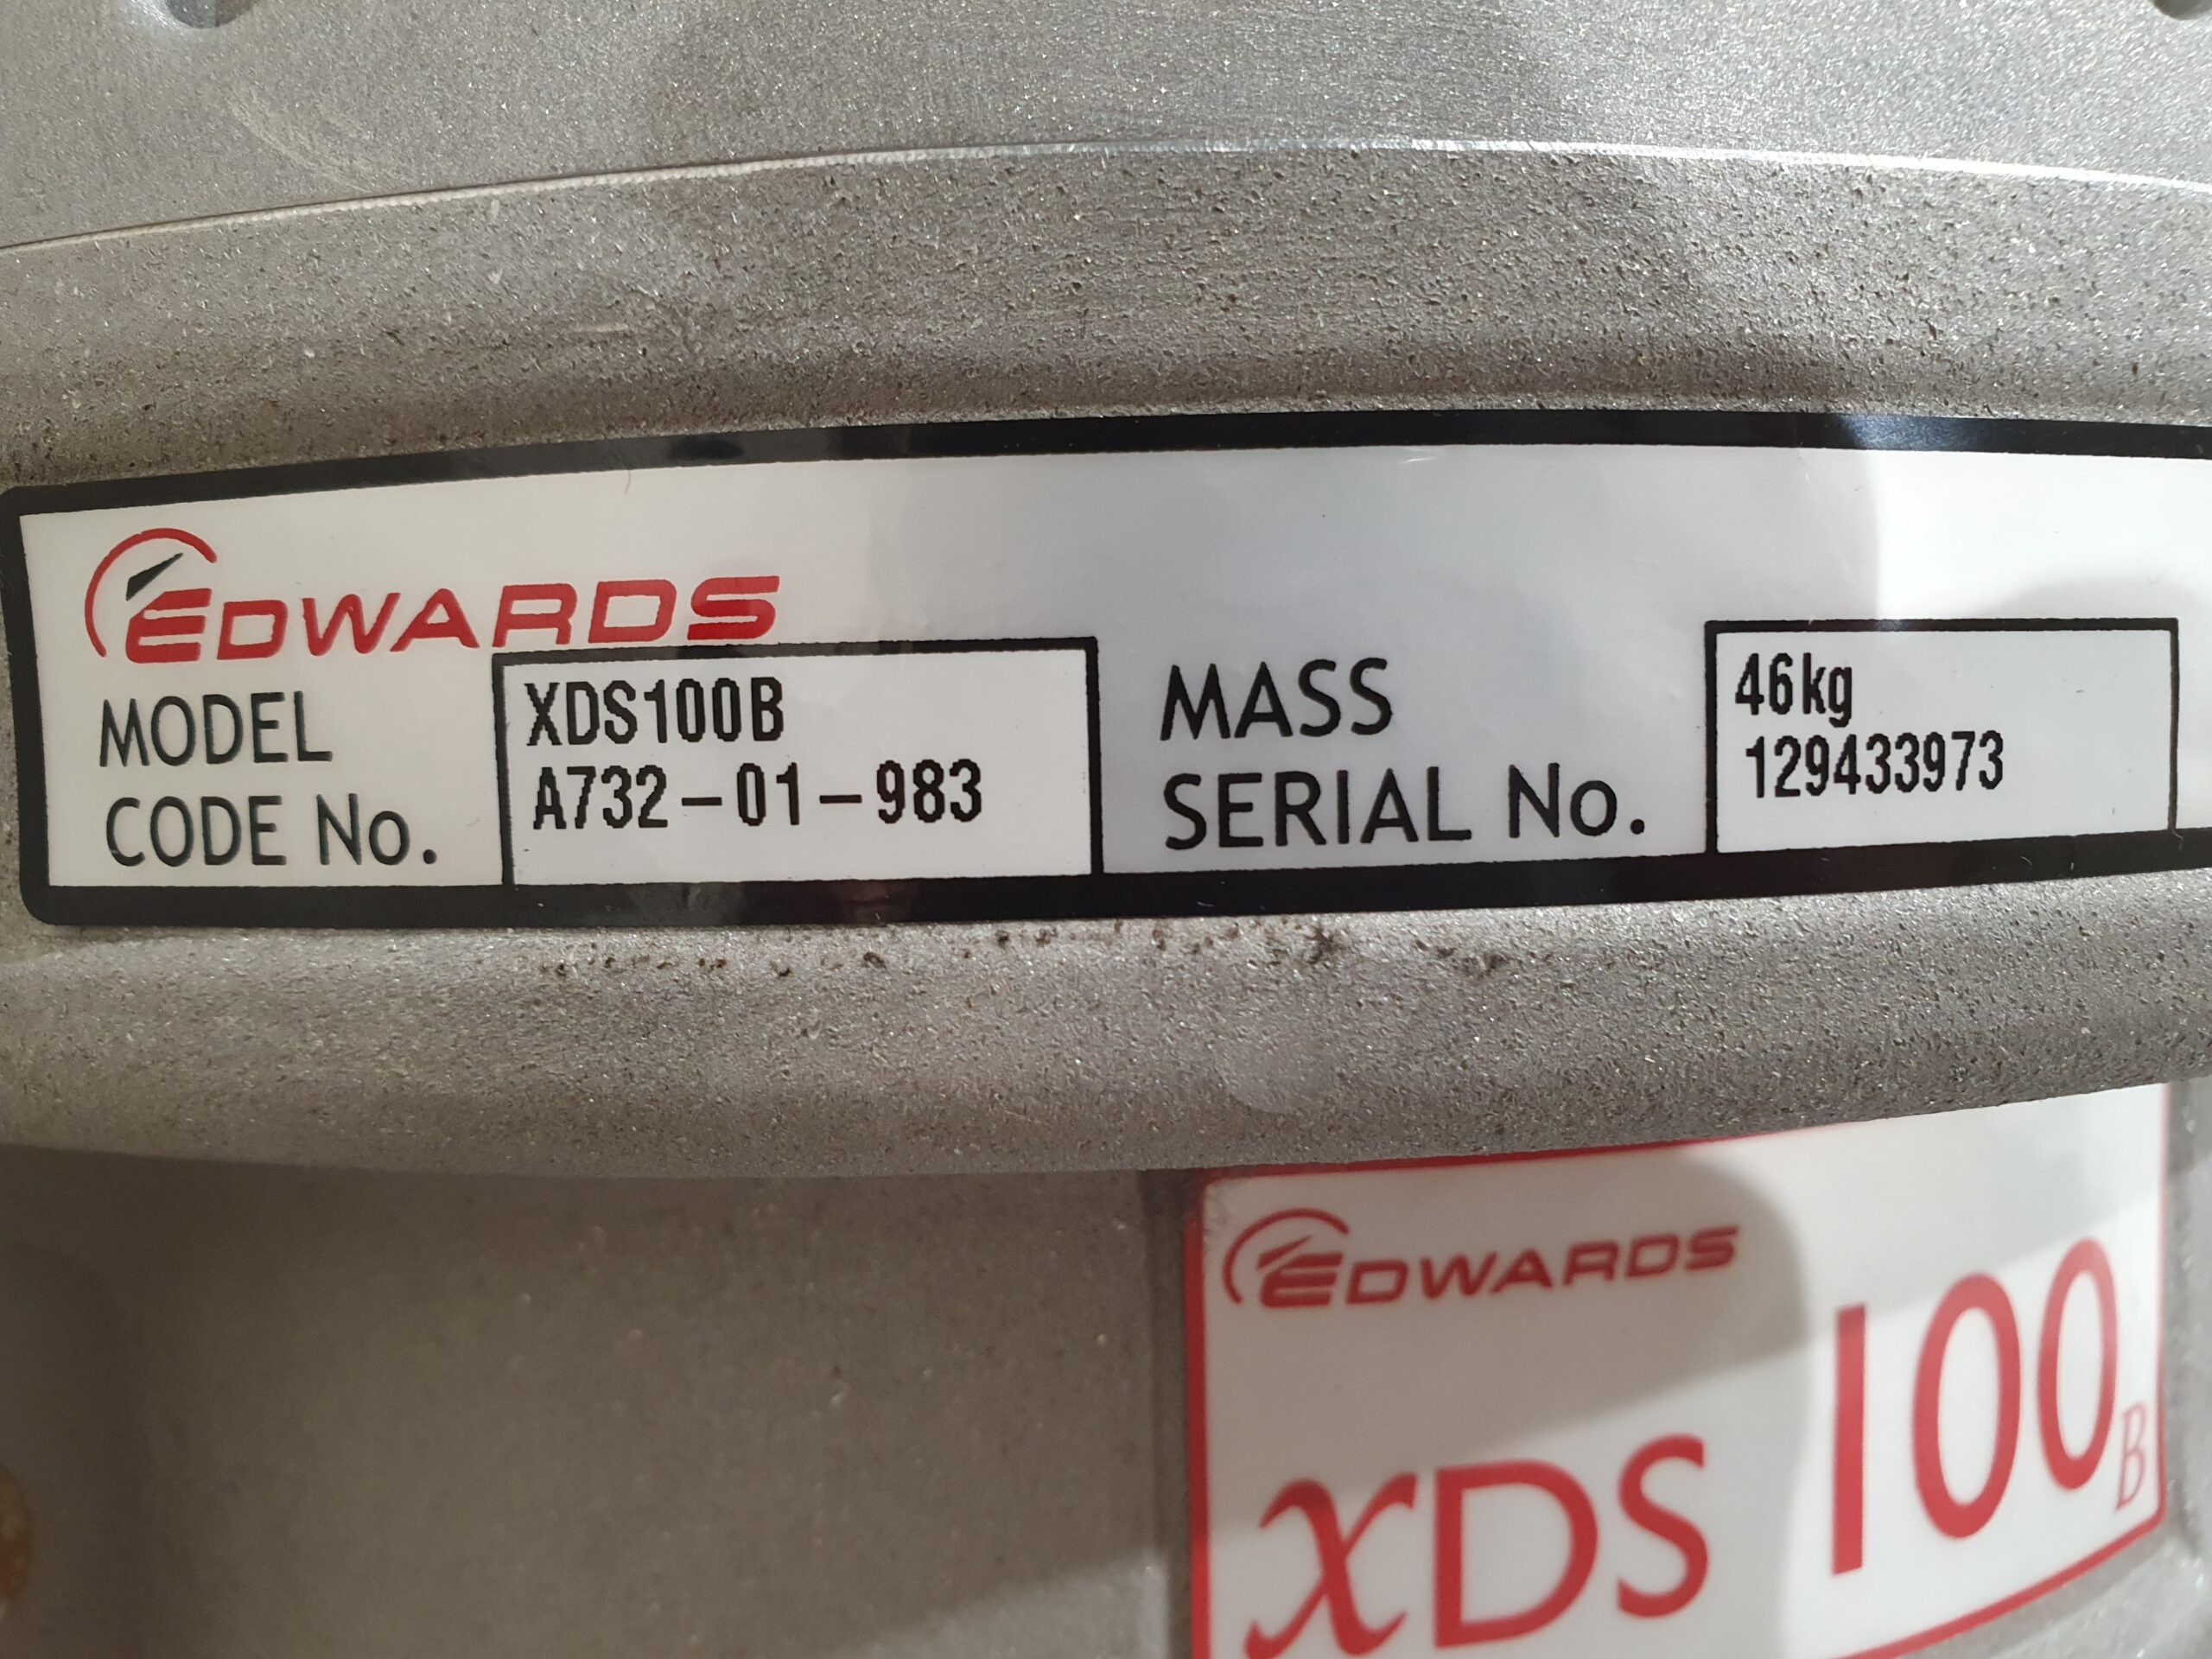 EDWARDS
MODEL XDS100B MASS 46kg
CODE No. A732-01-983 SERIAL No. 129433973
EDWARDS
XDS 100B